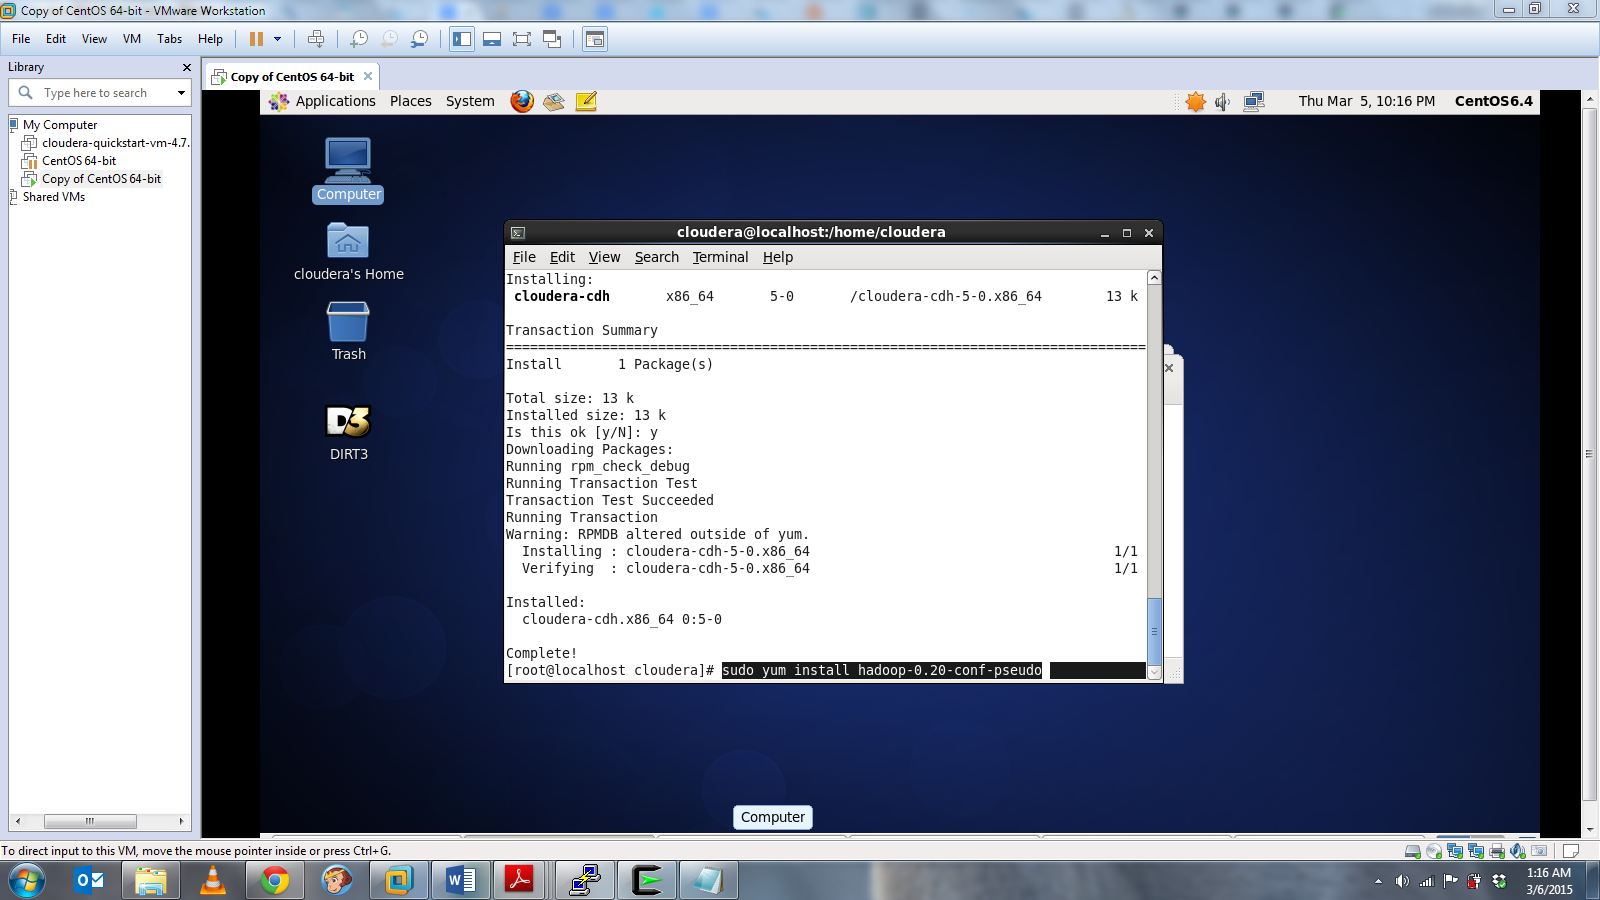 Copy of CentOS 64-bit - VMware Workstation
File Edit View VM Tabs Help
Library
Type here to search
My Computer
cloudera-quickstart-vm-4.7.
CentOS 64-bit
Copy of CentOS 64-bit
Shared VMs
Copy of CentOS 64-bit
Applications Places System
Thu Mar 5, 10:16 PM CentOS6.4
Computer
cloudera's Home
Trash
D3
DIRT3
cloudera@localhost:/home/cloudera
File Edit View Search Terminal Help
Installing:
cloudera-cdh x86_64 5-0 /cloudera-cdh-5-0.x86_64 13 k
Transaction Summary
================================================================================
Install 1 Package(s)
Total size: 13 k
Installed size: 13 k
Is this ok [y/N]: y
Downloading Packages:
Running rpm_check_debug
Running Transaction Test
Transaction Test Succeeded
Running Transaction
Warning: RPMDB altered outside of yum.
Installing : cloudera-cdh-5-0.x86_64 1/1
Verifying : cloudera-cdh-5-0.x86_64 1/1
Installed:
cloudera-cdh.x86_64 0:5-0
Complete!
[root@localhost cloudera]# sudo yum install hadoop-0.20-conf-pseudo
Computer
To direct input to this VM, move the mouse pointer inside or press Ctrl+G.
1:16 AM
3/6/2015